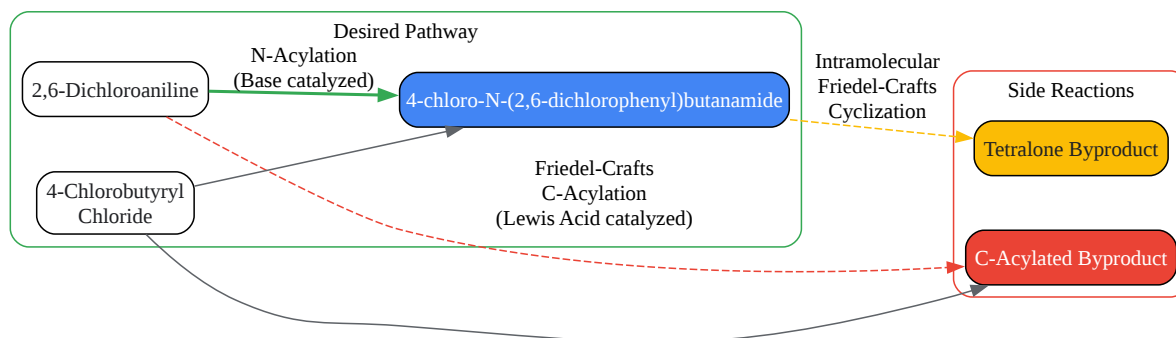 Desired Pathway
N-Acylation
(Base catalyzed)
2,6-Dichloroaniline
4-chloro-N-(2,6-dichlorophenyl)butanamide
4-Chlorobutyryl
Chloride
Friedel-Crafts
C-Acylation
(Lewis Acid catalyzed)
Intramolecular
Friedel-Crafts
Cyclization
Side Reactions
Tetralone Byproduct
C-Acylated Byproduct